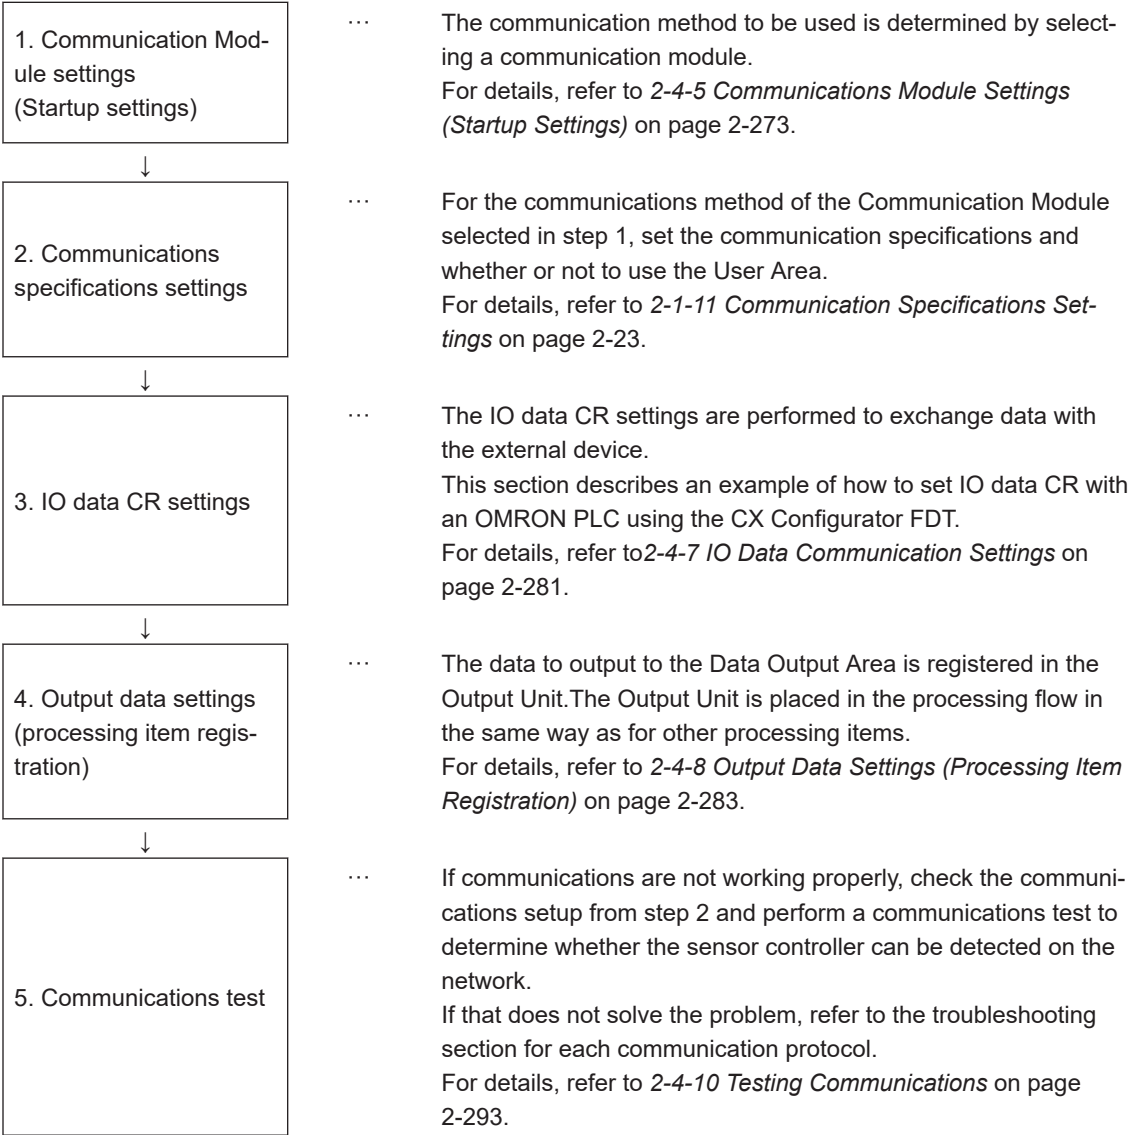 1. Communication Mod-
ule settings
(Startup settings)
…
The communication method to be used is determined by select-
ing a communication module.
For details, refer to 2-4-5 Communications Module Settings
(Startup Settings) on page 2-273.
↓
2. Communications
specifications settings
…
For the communications method of the Communication Module
selected in step 1, set the communication specifications and
whether or not to use the User Area.
For details, refer to 2-1-11 Communication Specifications Set-
tings on page 2-23.
↓
3. IO data CR settings
…
The IO data CR settings are performed to exchange data with
the external device.
This section describes an example of how to set IO data CR with
an OMRON PLC using the CX Configurator FDT.
For details, refer to2-4-7 IO Data Communication Settings on
page 2-281.
↓
4. Output data settings
(processing item regis-
tration)
…
The data to output to the Data Output Area is registered in the
Output Unit.The Output Unit is placed in the processing flow in
the same way as for other processing items.
For details, refer to 2-4-8 Output Data Settings (Processing Item
Registration) on page 2-283.
↓
5. Communications test
…
If communications are not working properly, check the communi-
cations setup from step 2 and perform a communications test to
determine whether the sensor controller can be detected on the
network.
If that does not solve the problem, refer to the troubleshooting
section for each communication protocol.
For details, refer to 2-4-10 Testing Communications on page
2-293.